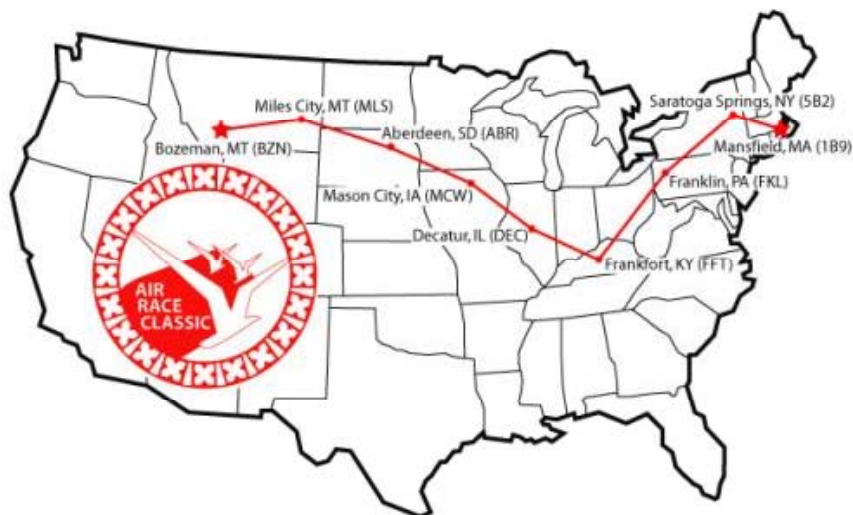 Miles City, MT (MLS)
Saratoga Springs, NY (5B2)
Bozeman, MT (BZN)
Aberdeen, SD (ABR)
Mansfield, MA (1B9)
Mason City, IA (MCW)
Franklin, PA (FKL)
Decatur, IL (DEC)
Frankfort, KY (FFT)
AIR
RACE
CLASSIC